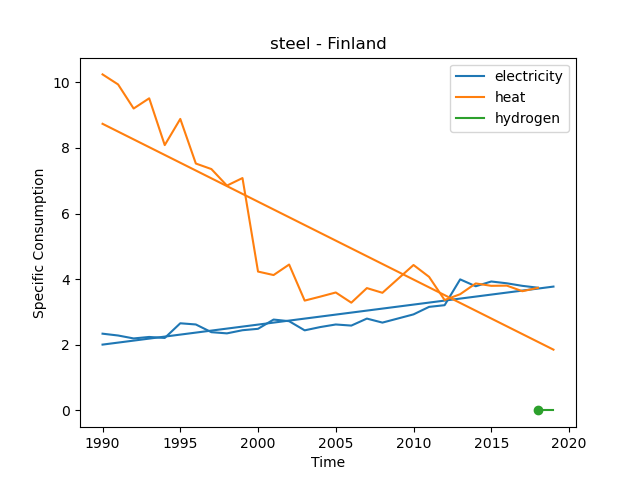 steel - Finland
electricity
heat
hydrogen
Specific Consumption
10
8
6
4
2
0
1990
1995
2000
2005
2010
2015
2020
Time